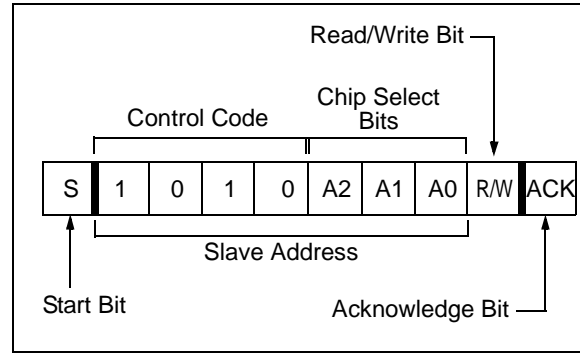 Read/Write Bit
Chip Select
Bits
Control Code
S 1 0 1 0 A2 A1 A0 R/W ACK
Slave Address
Start Bit
Acknowledge Bit